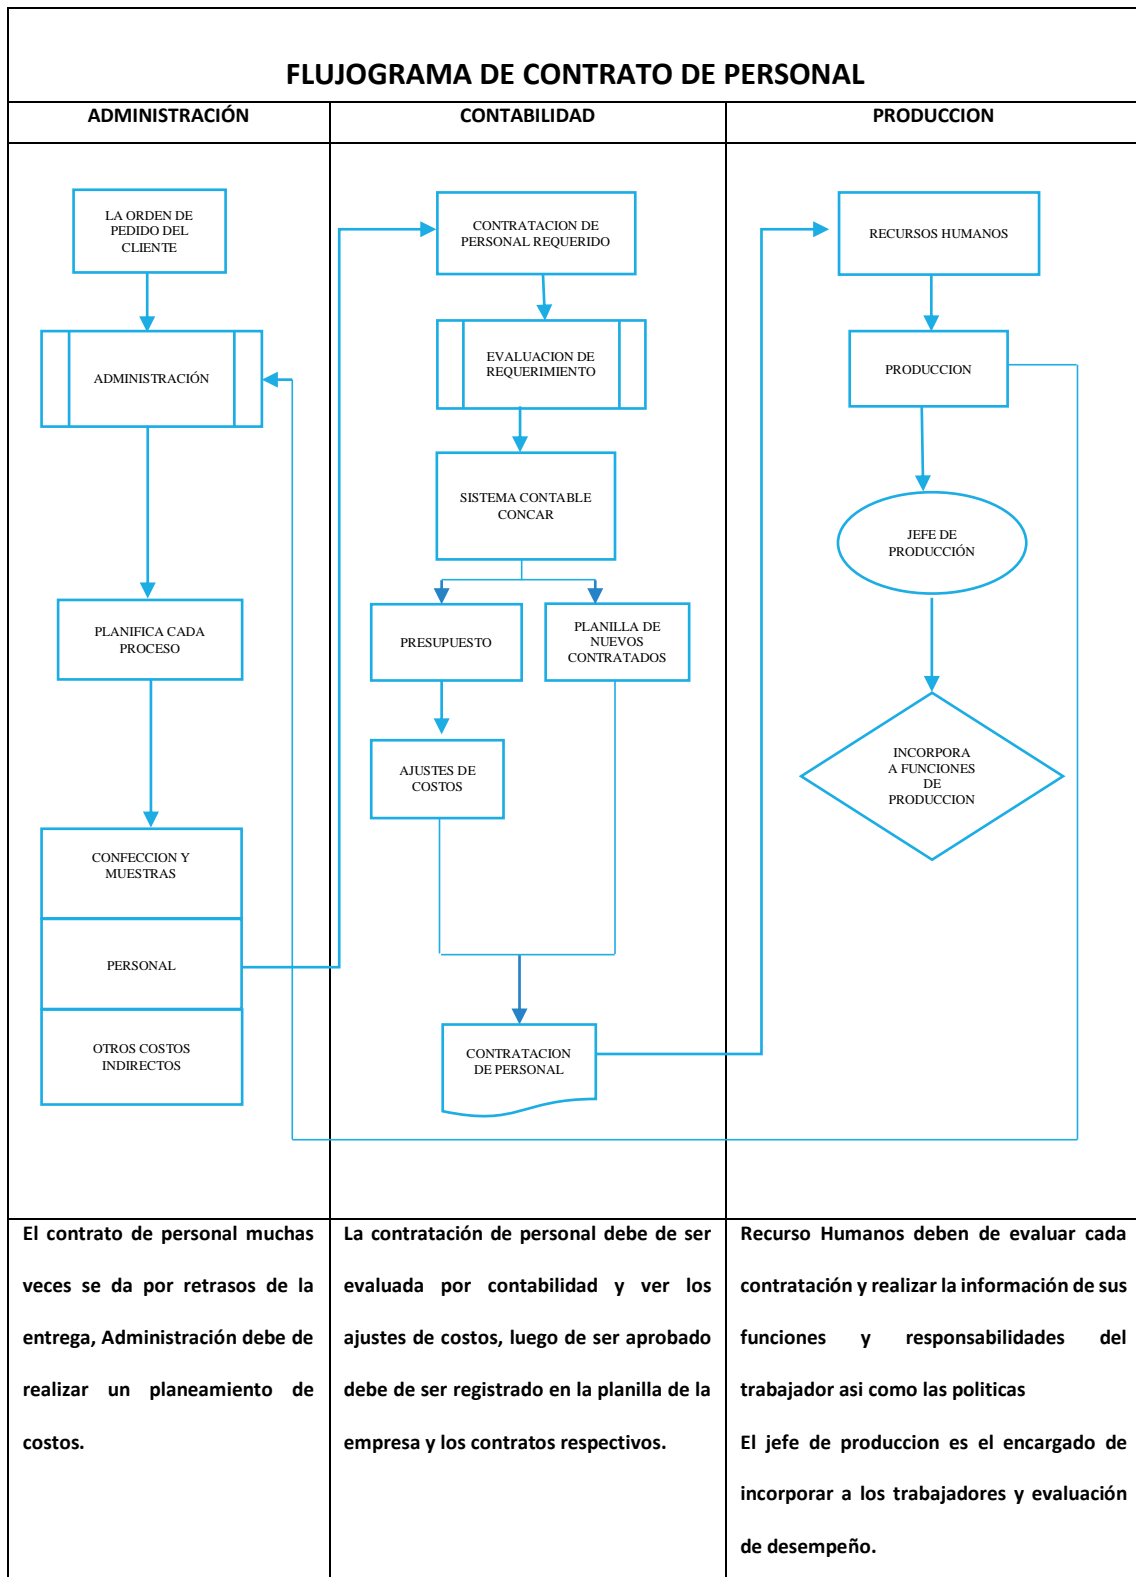 FLUJOGRAMA DE CONTRATO DE PERSONAL
ADMINISTRACIÓN
CONTABILIDAD
PRODUCCION
LA ORDEN DE
PEDIDO DEL
CLIENTE
ADMINISTRACIÓN
PLANIFICA CADA
PROCESO
CONFECCION Y
MUESTRAS
PERSONAL
OTROS COSTOS
INDIRECTOS
CONTRATACION DE
PERSONAL REQUERIDO
EVALUACION DE
REQUERIMIENTO
SISTEMA CONTABLE
CONCAR
PRESUPUESTO
PLANILLA DE
NUEVOS
CONTRATADOS
AJUSTES DE
COSTOS
CONTRATACION
DE PERSONAL
RECURSOS HUMANOS
PRODUCCION
JEFE DE
PRODUCCIÓN
INCORPORA
A FUNCIONES
DE
PRODUCCION
El contrato de personal muchas
veces se da por retrasos de la
entrega, Administración debe de
realizar un planeamiento de
costos.
La contratación de personal debe de ser
evaluada por contabilidad y ver los
ajustes de costos, luego de ser aprobado
debe de ser registrado en la planilla de la
empresa y los contratos respectivos.
Recurso Humanos deben de evaluar cada
contratación y realizar la información de sus
funciones y responsabilidades del
trabajador asi como las politicas
El jefe de produccion es el encargado de
incorporar a los trabajadores y evaluación
de desempeño.